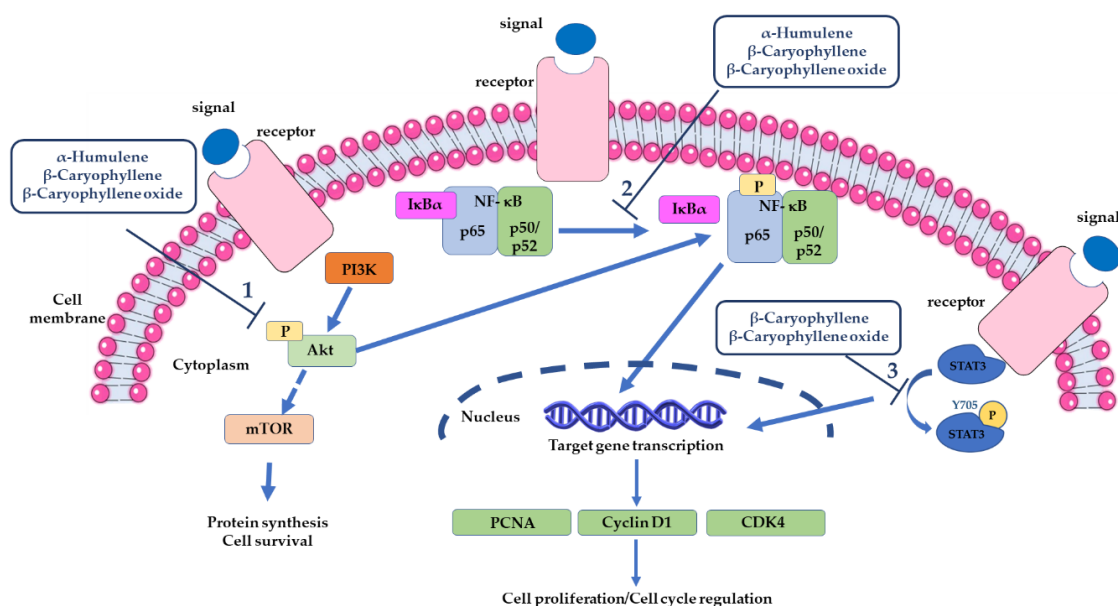 signal
receptor
α-Humulene
β-Caryophyllene
β-Caryophyllene oxide
signal
receptor
α-Humulene
β-Caryophyllene
β-Caryophyllene oxide
1
2
IκBα
NF- κB
p65
p50/
p52
IκBα
P
NF- κB
p65
p50/
p52
signal
receptor
PI3K
P
Akt
Cell
membrane
Cytoplasm
mTOR
Protein synthesis
Cell survival
β-Caryophyllene
β-Caryophyllene oxide
3
STAT3
Y705
P
STAT3
Nucleus
Target gene transcription
PCNA
Cyclin D1
CDK4
Cell proliferation/Cell cycle regulation